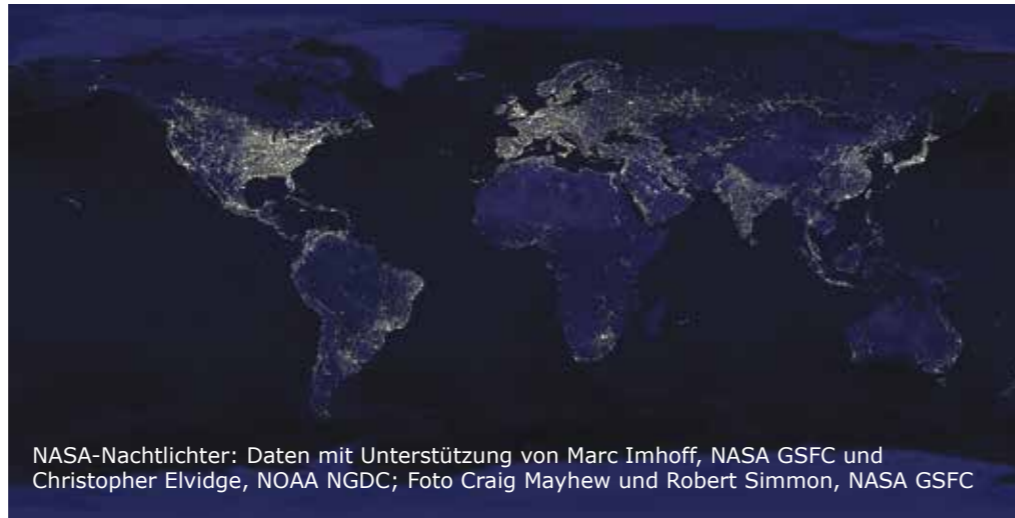 NASA-Nachtlichter: Daten mit Unterstützung von Marc Imhoff, NASA GSFC und
Christopher Elvidge, NOAA NGDC; Foto Craig Mayhew und Robert Simmon, NASA GSFC